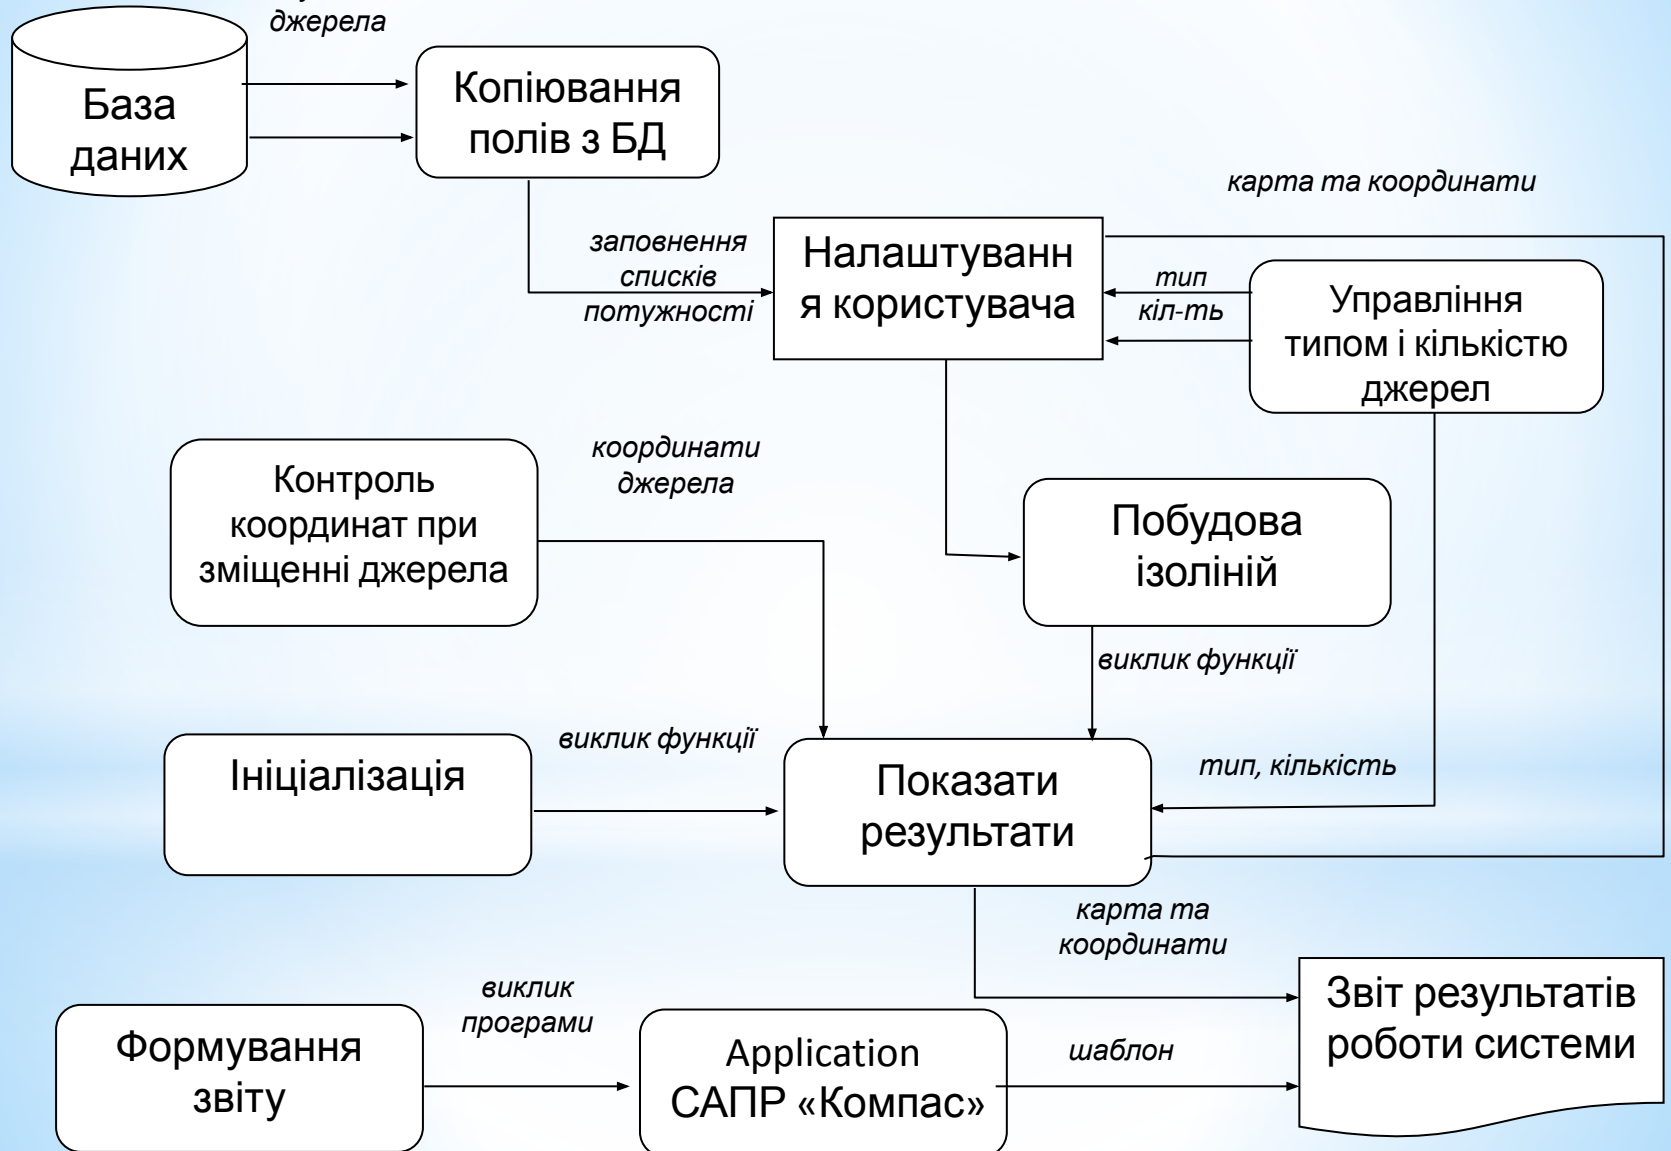 джерела
База
даних
Копіювання
полів з БД
карта та координати
заповнення
списків
потужності
Налаштуванн
я користувача
тип
кіл-ть
Управління
типом і кількістю
джерел
Контроль
координат при
зміщенні джерела
координати
джерела
Побудова
ізоліній
виклик функції
Ініціалізація
виклик функції
Показати
результати
тип, кількість
карта та
координати
Формування
звіту
виклик
програми
Application
САПР «Компас»
шаблон
Звіт результатів
роботи системи